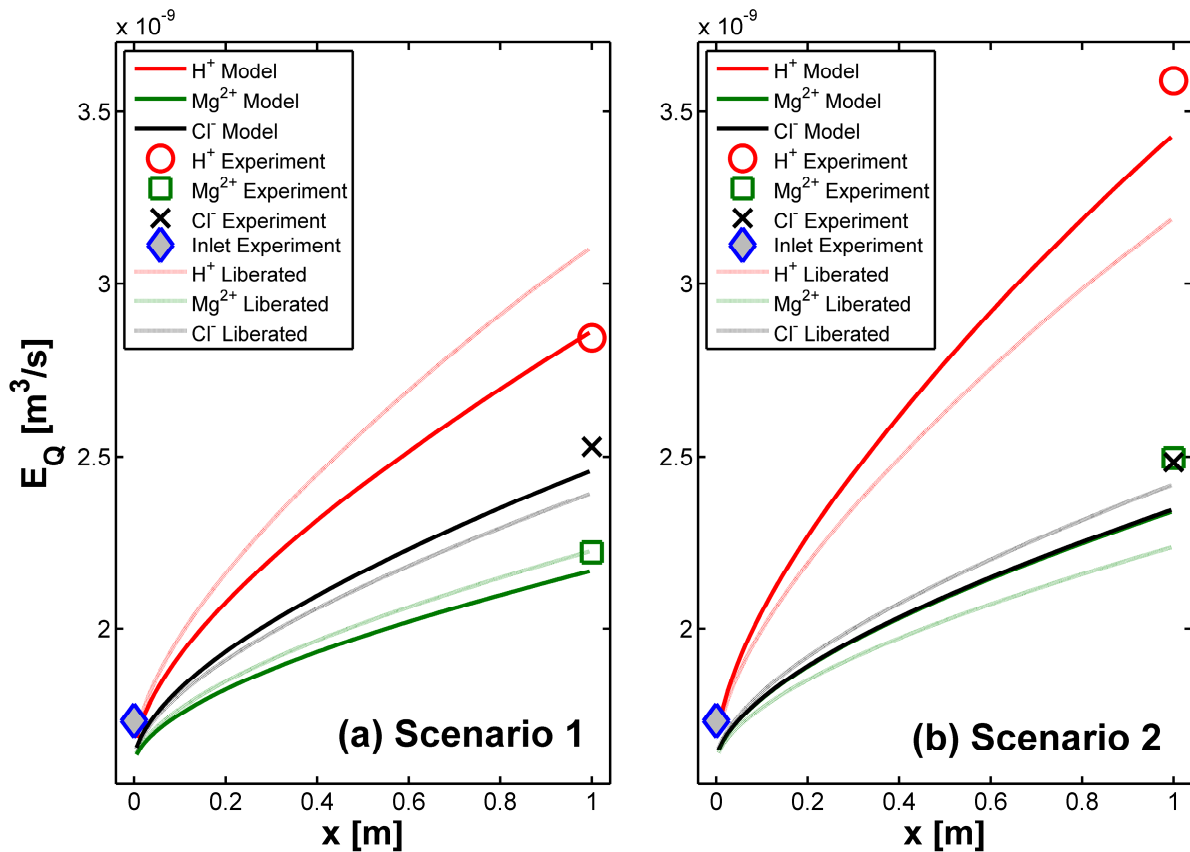 x 10⁻⁹
E_Q [m³/s]
3.5
3
2.5
2
H⁺ Model
Mg²⁺ Model
Cl⁻ Model
H⁺ Experiment
Mg²⁺ Experiment
Cl⁻ Experiment
Inlet Experiment
H⁺ Liberated
Mg²⁺ Liberated
Cl⁻ Liberated
(a) Scenario 1
0 0.2 0.4 0.6 0.8 1
x [m]
x 10⁻⁹
3.5
3
2.5
2
H⁺ Model
Mg²⁺ Model
Cl⁻ Model
H⁺ Experiment
Mg²⁺ Experiment
Cl⁻ Experiment
Inlet Experiment
H⁺ Liberated
Mg²⁺ Liberated
Cl⁻ Liberated
(b) Scenario 2
0 0.2 0.4 0.6 0.8 1
x [m]